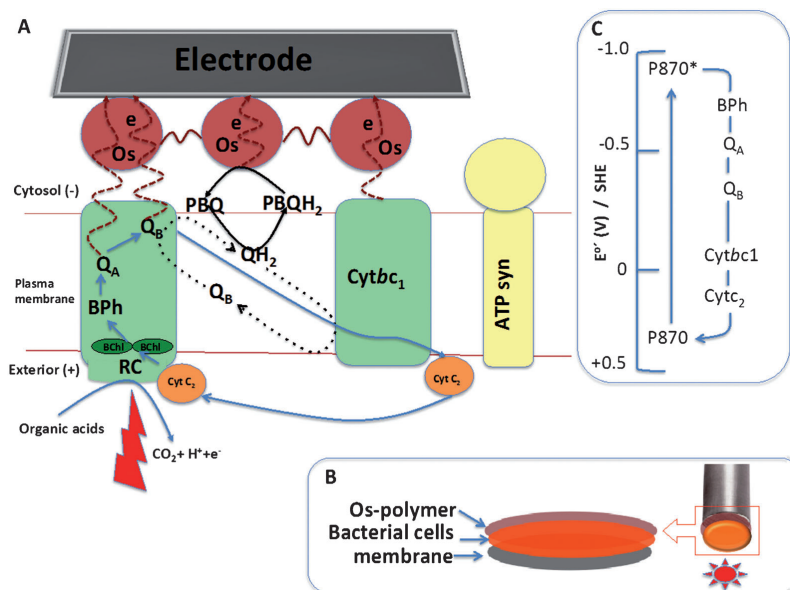 A
Electrode
e
Os
e
Os
e
Os
Cytosol (-)
PBQ
PBQH2
QB
QH2
QA
Plasma
membrane
BPh
QB
Cytbc1
ATP syn
BChl
BChl
RC
Exterior (+)
Cyt C2
Cyt C2
Organic acids
CO2+ H++e-
C
E°′ (V) / SHE
-1.0
-0.5
0
+0.5
P870*
BPh
QA
QB
Cytbc1
Cytc2
P870
B
Os-polymer
Bacterial cells
membrane